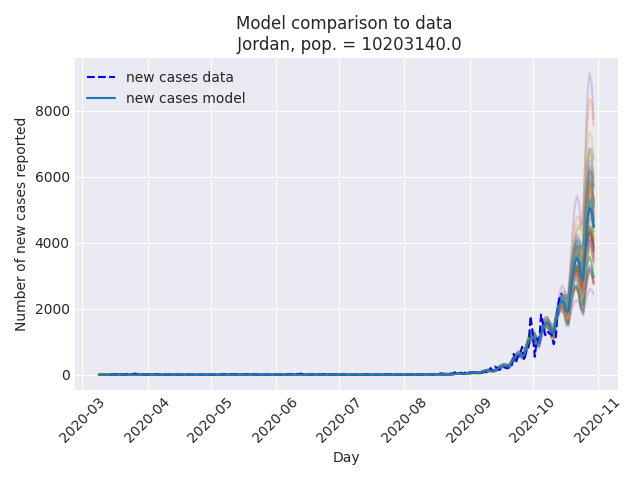 Model comparison to data
Jordan, pop. = 10203140.0
new cases data
new cases model
Number of new cases reported
8000
6000
4000
2000
0
2020-03
2020-04
2020-05
2020-06
2020-07
2020-08
2020-09
2020-10
2020-11
Day